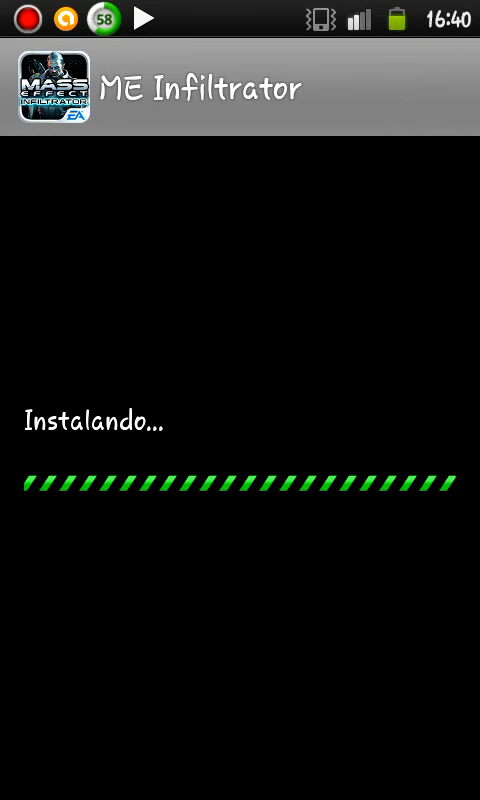 58
16:40
MASS
EFFECT
INFILTRATOR
EA
ME Infiltrator
Instalando...